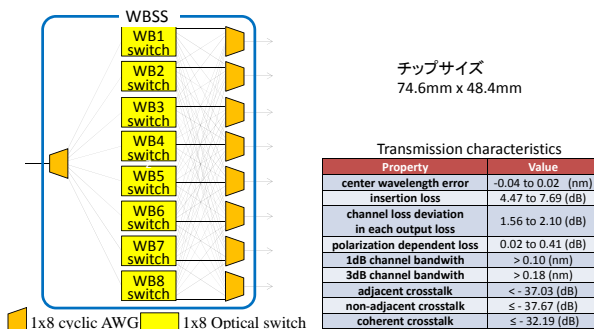 WBSS
WB1
switch
WB2
switch
WB3
switch
WB4
switch
WB5
switch
WB6
switch
WB7
switch
WB8
switch
1x8 cyclic AWG
1x8 Optical switch
チップサイズ
74.6mm x 48.4mm
Transmission characteristics
Property Value
center wavelength error -0.04 to 0.02 (nm)
insertion loss 4.47 to 7.69 (dB)
channel loss deviation
in each output loss 1.56 to 2.10 (dB)
polarization dependent loss 0.02 to 0.41 (dB)
1dB channel bandwith > 0.10 (nm)
3dB channel bandwith > 0.18 (nm)
adjacent crosstalk < - 37.03 (dB)
non-adjacent crosstalk ≤ - 37.67 (dB)
coherent crosstalk ≤ - 32.19 (dB)